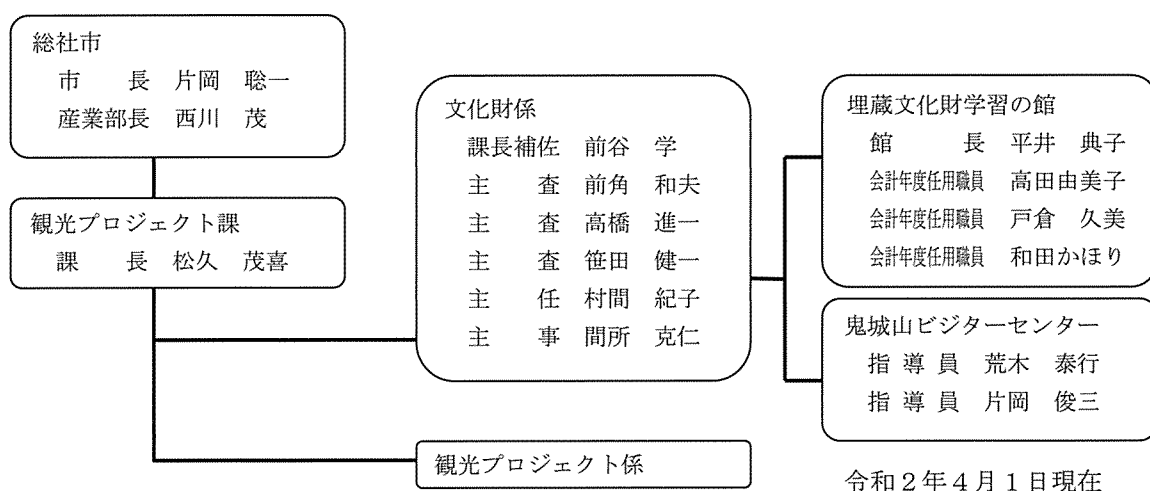 総社市
市　　長　片岡　聡一
産業部長　西川　茂
観光プロジェクト課
課　　長　松久　茂喜
文化財係
課長補佐　前谷　学
主　　査　前角　和夫
主　　査　高橋　進一
主　　査　笹田　健一
主　　任　村間　紀子
主　　事　間所　克仁
観光プロジェクト係
埋蔵文化財学習の館
館　　　長　平井　典子
会計年度任用職員　高田由美子
会計年度任用職員　戸倉　久美
会計年度任用職員　和田かほり
鬼城山ビジターセンター
指 導 員　荒木　泰行
指 導 員　片岡　俊三
令和２年４月１日現在